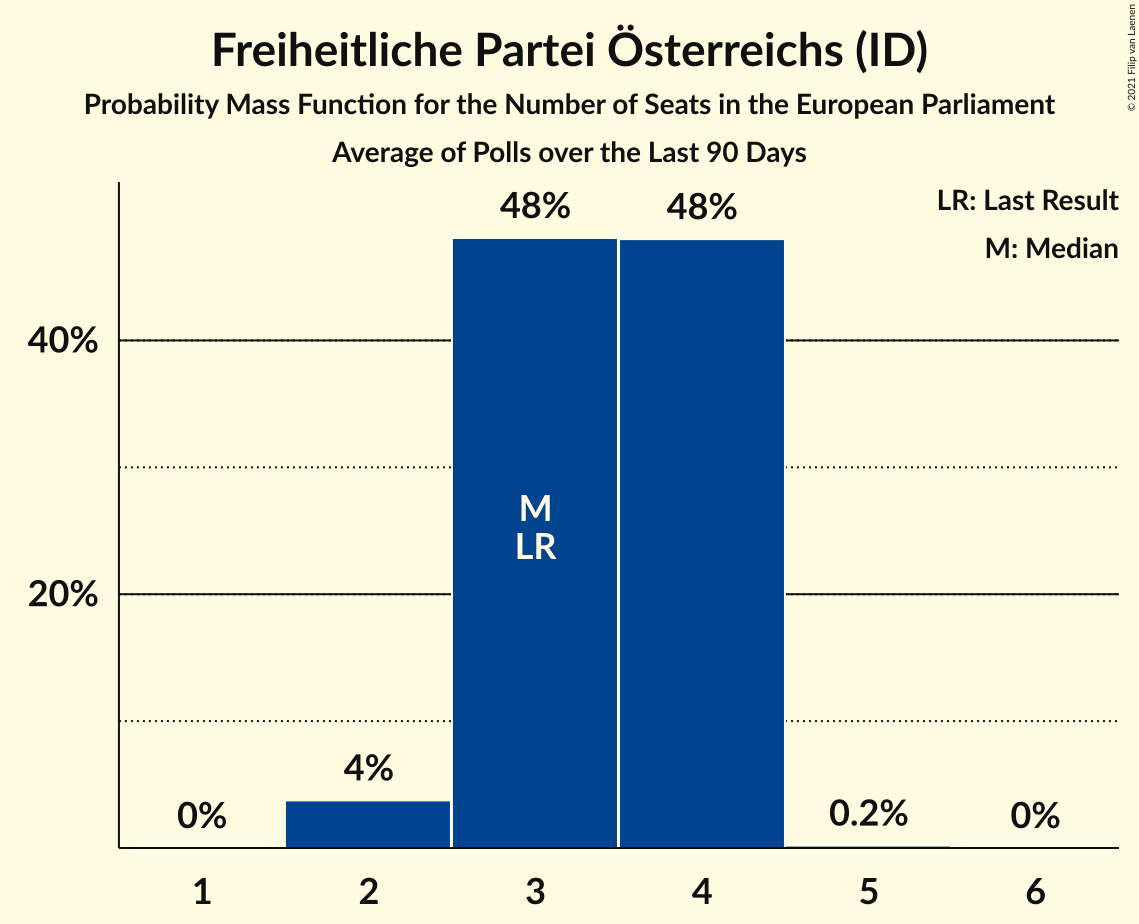 Freiheitliche Partei Österreichs (ID)
Probability Mass Function for the Number of Seats in the European Parliament
Average of Polls over the Last 90 Days
© 2021 Filip van Laenen
LR: Last Result
M: Median
48%
48%
40%
M
LR
20%
4%
0%
0.2%
0%
1
2
3
4
5
6